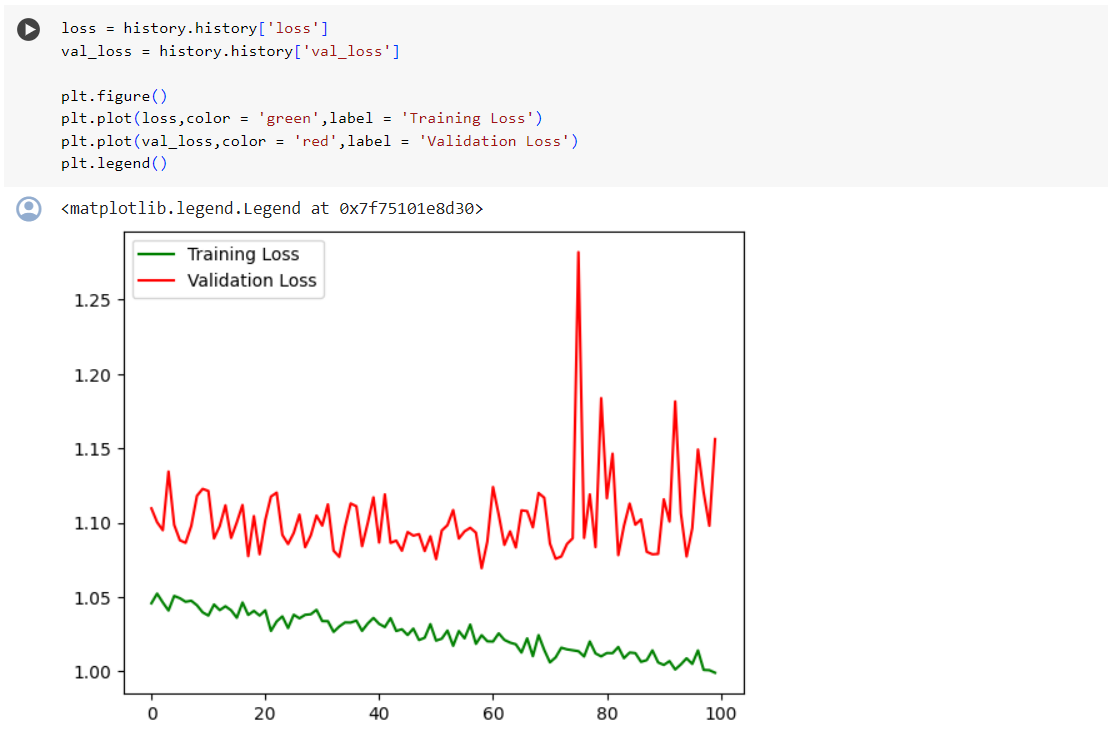 loss = history.history['loss']
val_loss = history.history['val_loss']
plt.figure()
plt.plot(loss,color = 'green',label = 'Training Loss')
plt.plot(val_loss,color = 'red',label = 'Validation Loss')
plt.legend()
<matplotlib.legend.Legend at 0x7f75101e8d30>
Training Loss
Validation Loss
1.25
1.20
1.15
1.10
1.05
1.00
0 20 40 60 80 100